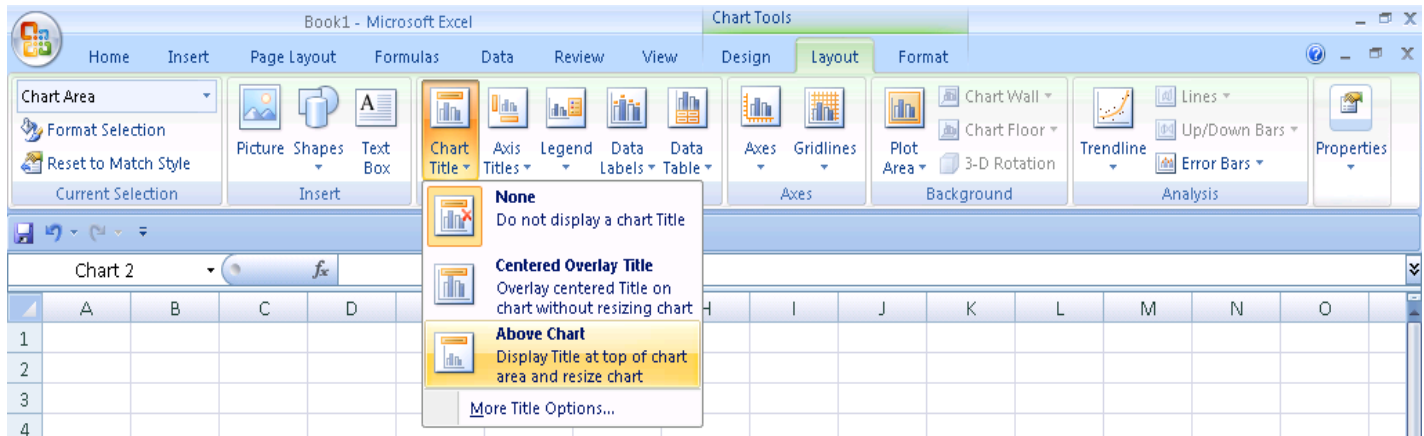 Book1 - Microsoft Excel
Chart Tools
Home Insert Page Layout Formulas Data Review View Design Layout Format
Chart Area
Format Selection
Reset to Match Style
Current Selection
Picture Shapes Text Box
Insert
Chart Title Axis Titles Legend Data Labels Data Table
Axes Gridlines
Axes
Plot Area
Chart Wall
Chart Floor
3-D Rotation
Background
Trendline
Lines
Up/Down Bars
Error Bars
Analysis
Properties
None
Do not display a chart Title
Centered Overlay Title
Overlay centered Title on
chart without resizing chart
Above Chart
Display Title at top of chart
area and resize chart
More Title Options...
Chart 2 fx
A B C D H I J K L M N O
1
2
3
4